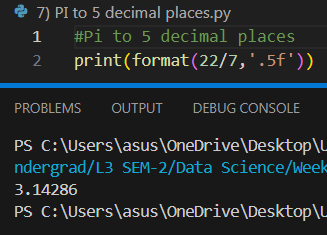 7) PI to 5 decimal places.py
1 #Pi to 5 decimal places
2 print(format(22/7,'.5f'))
PROBLEMS OUTPUT DEBUG CONSOLE
PS C:\Users\asus\OneDrive\Desktop\U
ndergrad/L3 SEM-2/Data Science/Week
3.14286
PS C:\Users\asus\OneDrive\Desktop\U